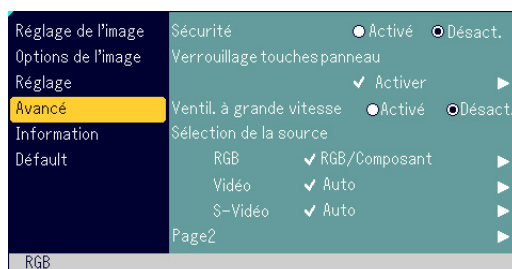 Réglage de l'image
Options de l'image
Réglage
Avancé
Information
Défault
Sécurité Activé Désact.
Verrouillage touches panneau
Activer
Ventil. à grande vitesse Activé Désact.
Sélection de la source
RGB RGB/Composant
Vidéo Auto
S-Vidéo Auto
Page2
RGB